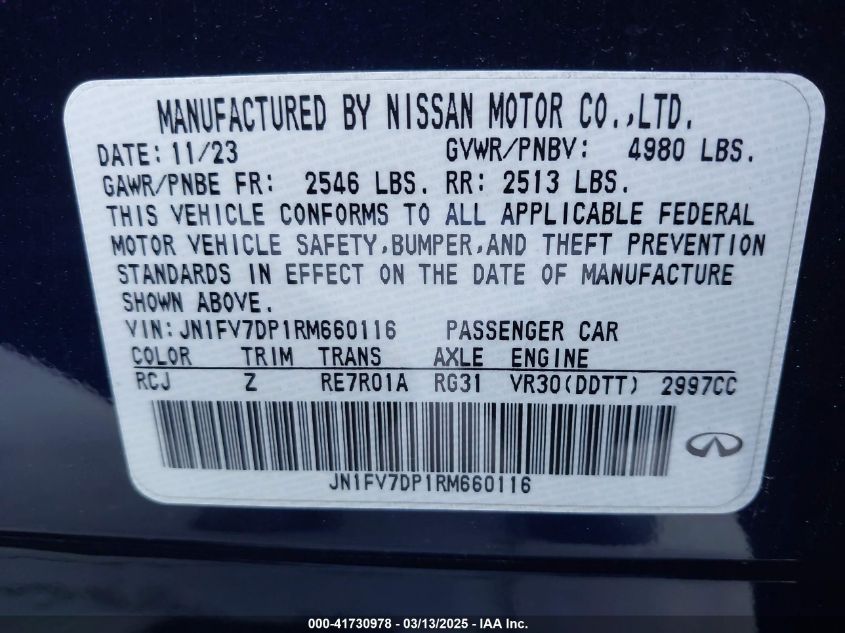 MANUFACTURED BY NISSAN MOTOR CO.,LTD.
DATE: 11/23 GVWR/PNBV: 4980 LBS.
GAWR/PNBE FR: 2546 LBS. RR: 2513 LBS.
THIS VEHICLE CONFORMS TO ALL APPLICABLE FEDERAL
MOTOR VEHICLE SAFETY,BUMPER,AND THEFT PREVENTION
STANDARDS IN EFFECT ON THE DATE OF MANUFACTURE
SHOWN ABOVE.
VIN: JN1FV7DP1RM660116 PASSENGER CAR
COLOR TRIM TRANS AXLE ENGINE
RCJ Z RE7R01A RG31 VR30(DDTT) 2997CC
JN1FV7DP1RM660116
000-41730978 - 03/13/2025 - IAA Inc.